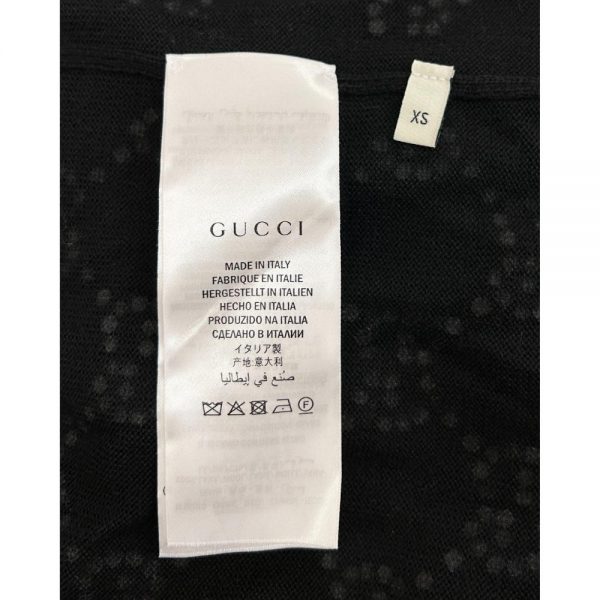 GUCCI
MADE IN ITALY
FABRIQUE EN ITALIE
HERGESTELLT IN ITALIEN
HECHO EN ITALIA
PRODUZIDO NA ITALIA
СДЕЛАНО В ИТАЛИИ
イタリア製
产地:意大利
صُنع في إيطاليا
F
XS